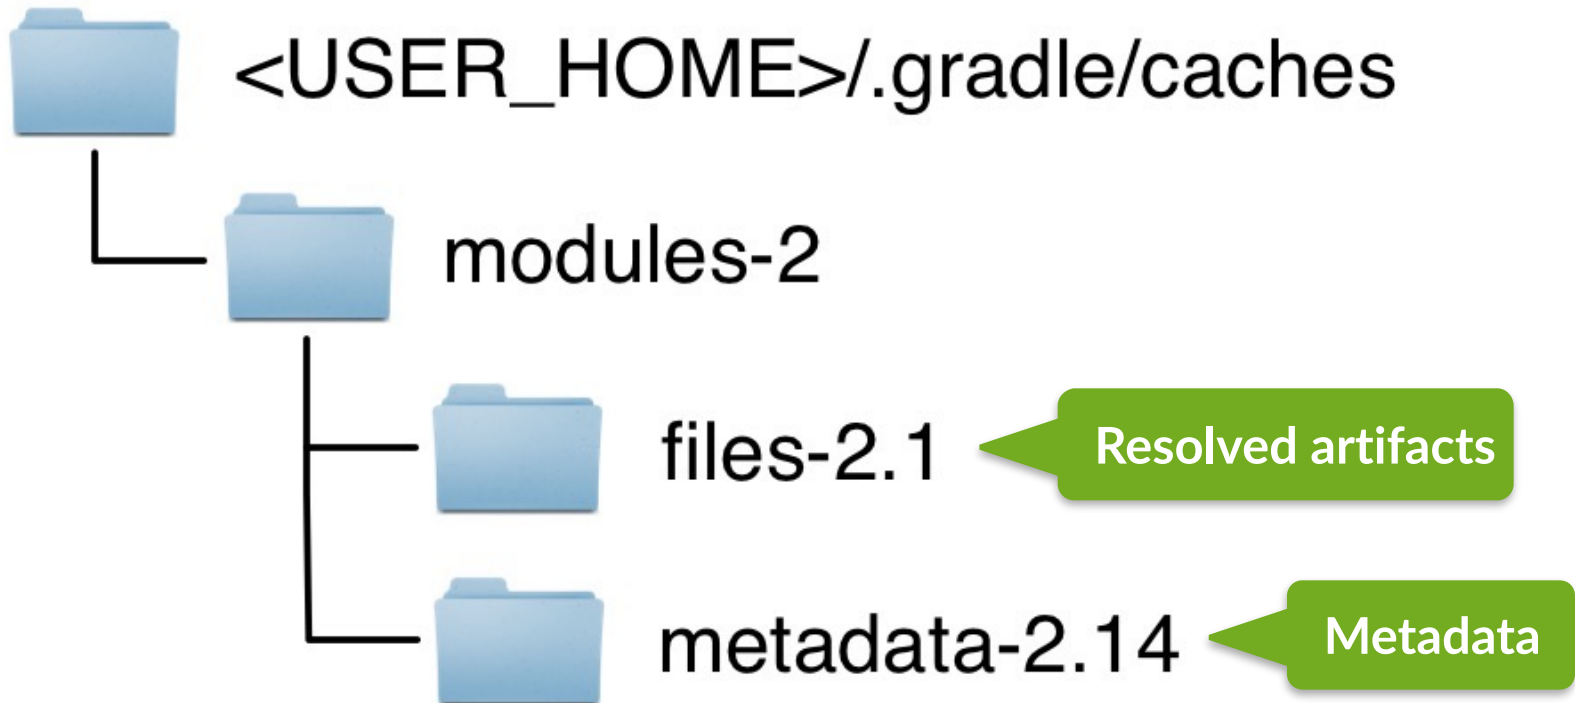 <USER_HOME>/.gradle/caches
modules-2
files-2.1
Resolved artifacts
metadata-2.14
Metadata